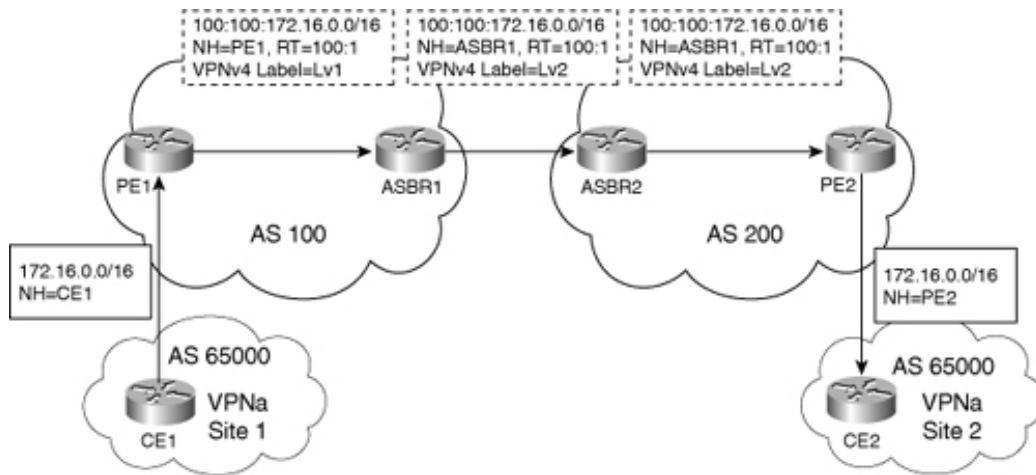 100:100:172.16.0.0/16
NH=PE1, RT=100:1
VPNv4 Label=Lv1
100:100:172.16.0.0/16
NH=ASBR1, RT=100:1
VPNv4 Label=Lv2
100:100:172.16.0.0/16
NH=ASBR1, RT=100:1
VPNv4 Label=Lv2
PE1
ASBR1
ASBR2
PE2
AS 100
AS 200
172.16.0.0/16
NH=CE1
172.16.0.0/16
NH=PE2
AS 65000
VPNa
Site 1
CE1
AS 65000
VPNa
Site 2
CE2